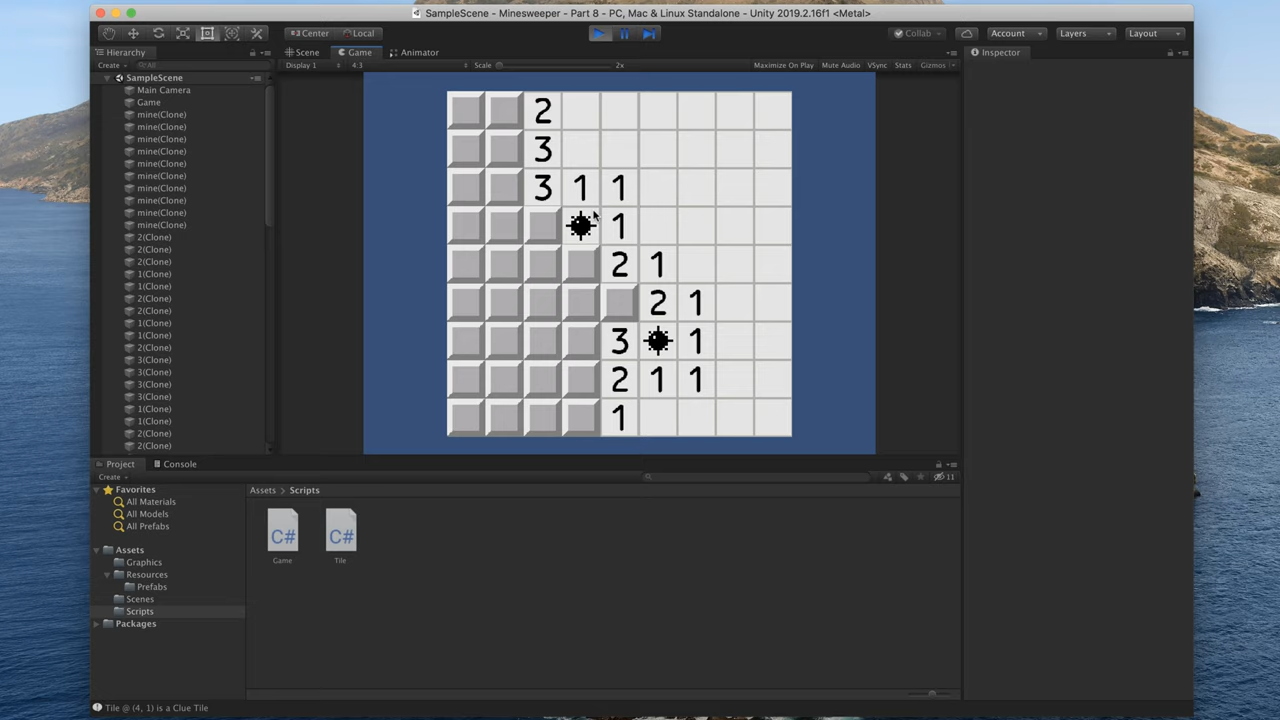 SampleScene - Minesweeper - Part 8 - PC, Mac & Linux Standalone - Unity 2019.2.16f1 <Metal>
Center Local Collab Account Layers Layout
Hierarchy Scene Game Animator Inspector
Create All Display 1 4:3 Scale 2x Maximize On Play Mute Audio VSync Stats Gizmos
SampleScene
Main Camera
Game
mine(Clone)
mine(Clone)
mine(Clone)
mine(Clone)
mine(Clone)
mine(Clone)
mine(Clone)
mine(Clone)
mine(Clone)
mine(Clone)
2(Clone)
2(Clone)
2(Clone)
1(Clone)
1(Clone)
2(Clone)
2(Clone)
1(Clone)
1(Clone)
2(Clone)
3(Clone)
3(Clone)
3(Clone)
3(Clone)
1(Clone)
1(Clone)
2(Clone)
2(Clone)
2
3
3 1 1
1
2 1
2 1
3 1
2 1 1
1
Project Console
Create 11
Favorites
All Materials
All Models
All Prefabs
Assets
Graphics
Resources
Prefabs
Scenes
Scripts
Packages
Assets > Scripts
C# C#
Game Tile
Tile @ (4, 1) is a Clue Tile